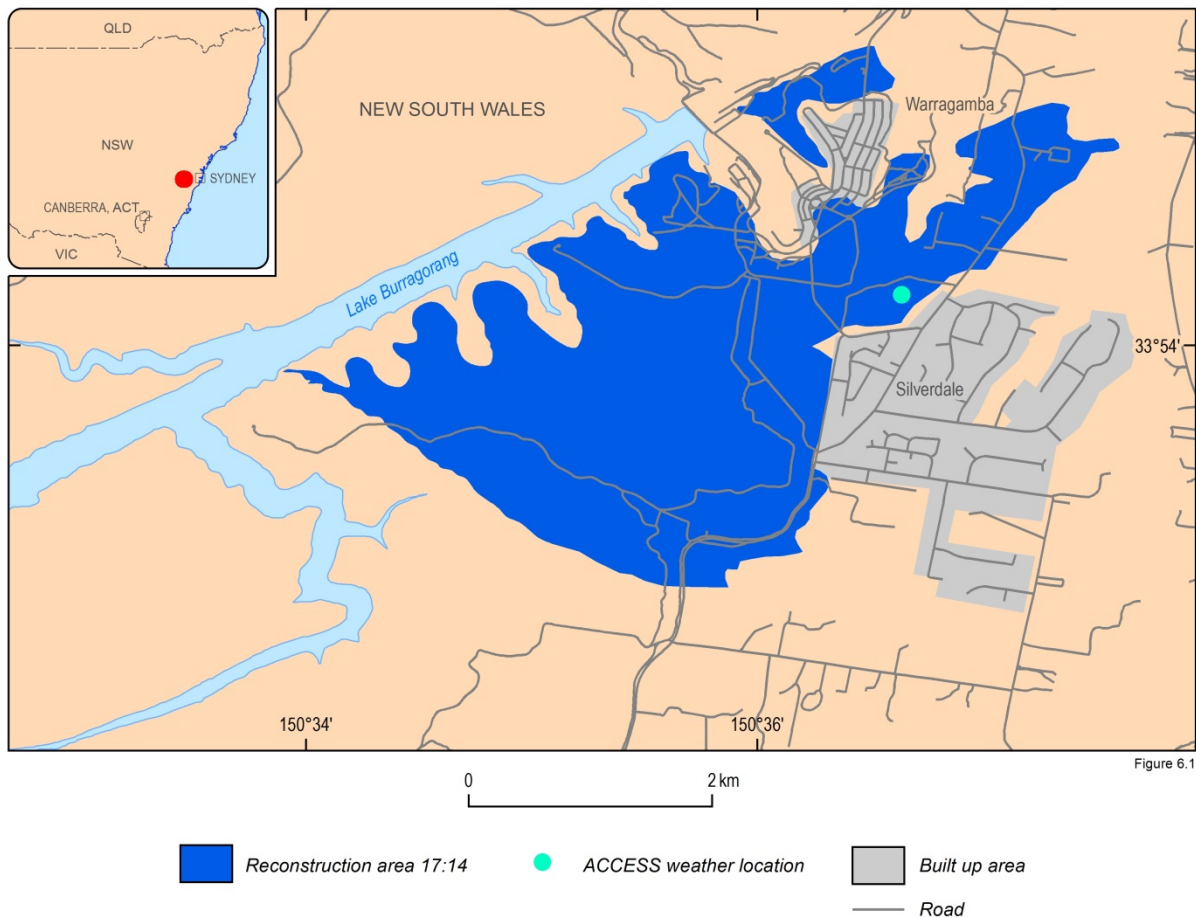 QLD
NSW
SYDNEY
CANBERRA, ACT
VIC
NEW SOUTH WALES
Warragamba
Lake Burragorang
33°54'
Silverdale
150°34'
150°36'
Figure 6.1
0 2 km
Reconstruction area 17:14
ACCESS weather location
Built up area
Road